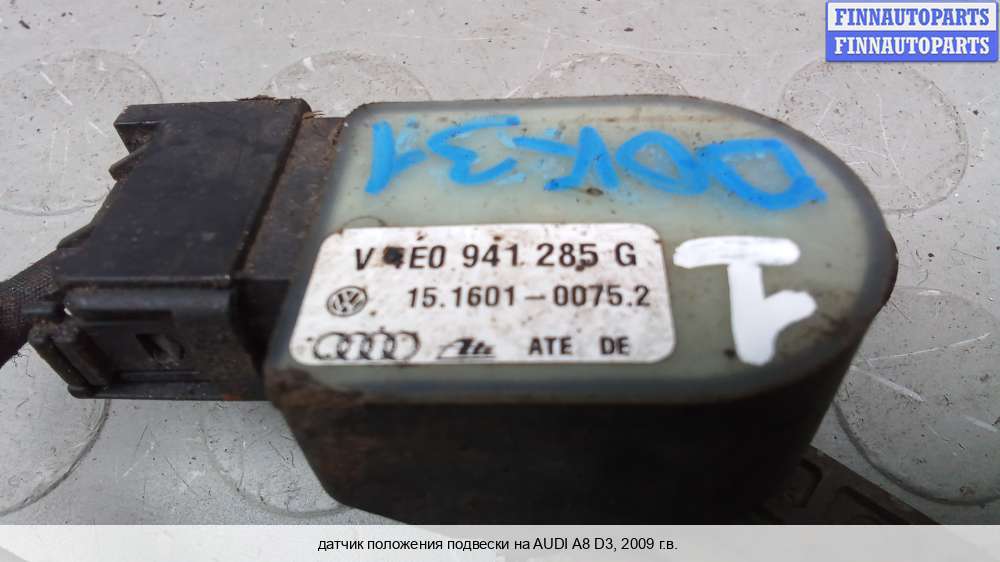 FINNAUTOPARTS
FINNAUTOPARTS
V 4E0 941 285 G
15.1601-0075.2
Ate ATE DE
датчик положения подвески на AUDI A8 D3, 2009 г.в.